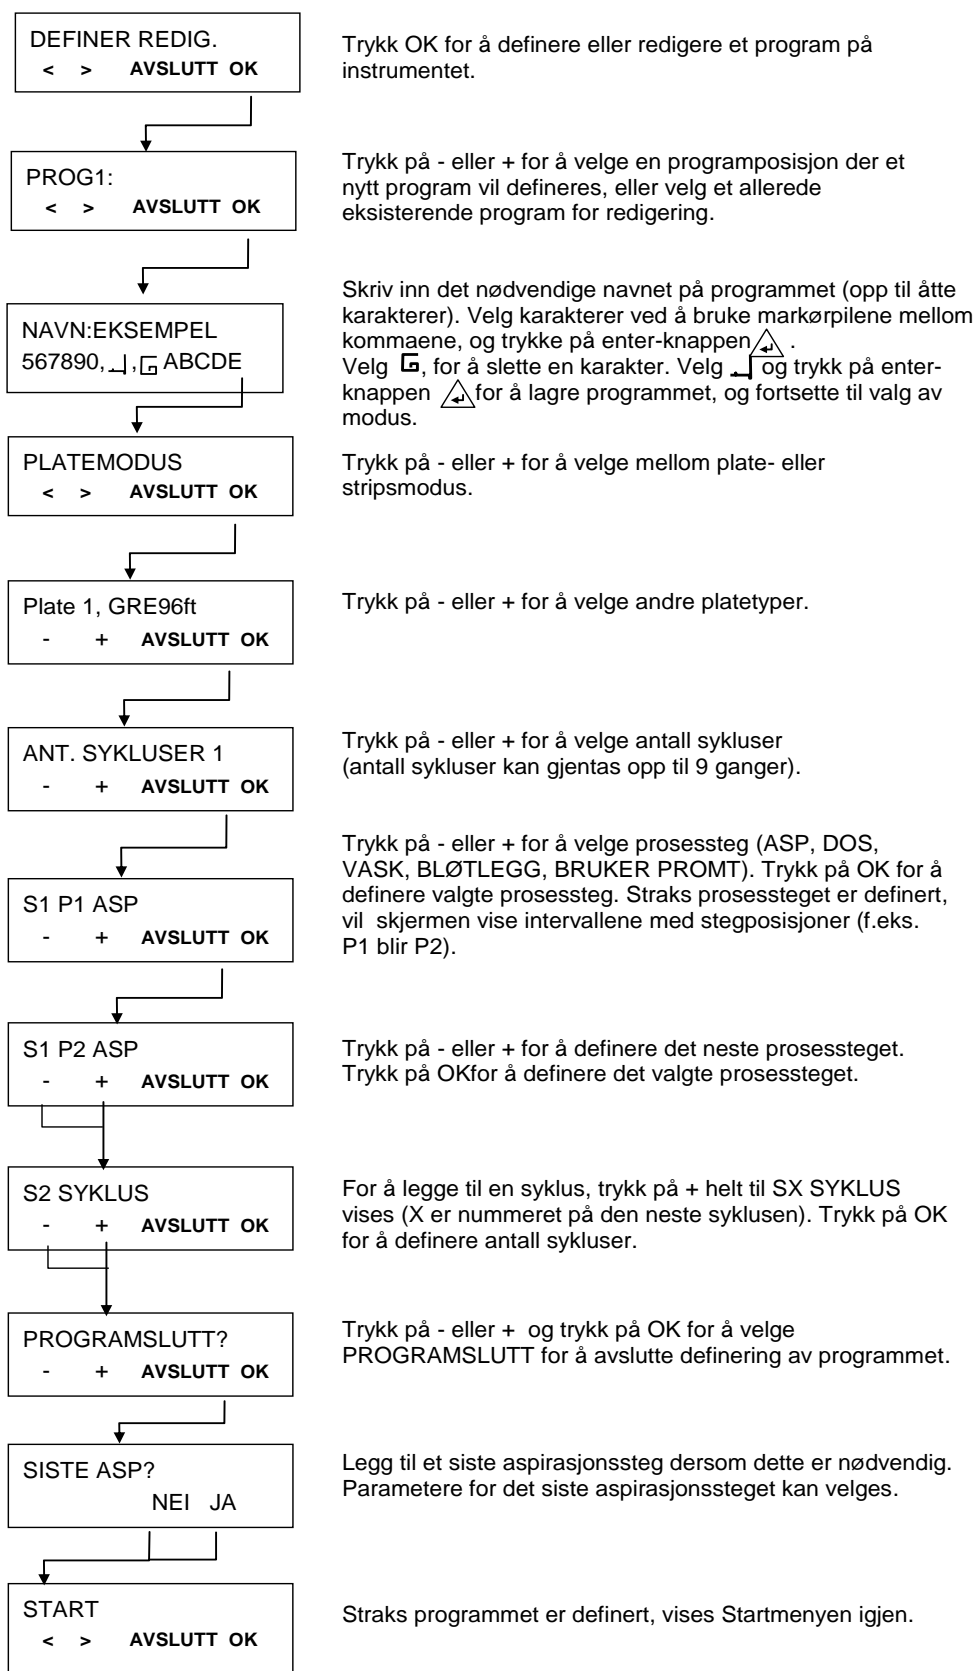 DEFINER REDIG.
< > AVSLUTT OK
Trykk OK for å definere eller redigere et program på
instrumentet.
PROG1:
< > AVSLUTT OK
Trykk på - eller + for å velge en programposisjon der et
nytt program vil defineres, eller velg et allerede
eksisterende program for redigering.
NAVN:EKSEMPEL
567890, , ABCDE
Skriv inn det nødvendige navnet på programmet (opp til åtte
karakterer). Velg karakterer ved å bruke markørpilene mellom
kommaene, og trykke på enter-knappen .
Velg , for å slette en karakter. Velg og trykk på enter-
knappen for å lagre programmet, og fortsette til valg av
modus.
PLATEMODUS
< > AVSLUTT OK
Trykk på - eller + for å velge mellom plate- eller
stripsmodus.
Plate 1, GRE96ft
- + AVSLUTT OK
Trykk på - eller + for å velge andre platetyper.
ANT. SYKLUSER 1
- + AVSLUTT OK
Trykk på - eller + for å velge antall sykluser
(antall sykluser kan gjentas opp til 9 ganger).
S1 P1 ASP
- + AVSLUTT OK
Trykk på - eller + for å velge prosessteg (ASP, DOS,
VASK, BLØTLEGG, BRUKER PROMT). Trykk på OK for å
definere valgte prosessteg. Straks prosessteget er definert,
vil skjermen vise intervallene med stegposisjoner (f.eks.
P1 blir P2).
S1 P2 ASP
- + AVSLUTT OK
Trykk på - eller + for å definere det neste prosessteget.
Trykk på OKfor å definere det valgte prosessteget.
S2 SYKLUS
- + AVSLUTT OK
For å legge til en syklus, trykk på + helt til SX SYKLUS
vises (X er nummeret på den neste syklusen). Trykk på OK
for å definere antall sykluser.
PROGRAMSLUTT?
- + AVSLUTT OK
Trykk på - eller + og trykk på OK for å velge
PROGRAMSLUTT for å avslutte definering av programmet.
SISTE ASP?
NEI JA
Legg til et siste aspirasjonssteg dersom dette er nødvendig.
Parametere for det siste aspirasjonssteget kan velges.
START
< > AVSLUTT OK
Straks programmet er definert, vises Startmenyen igjen.